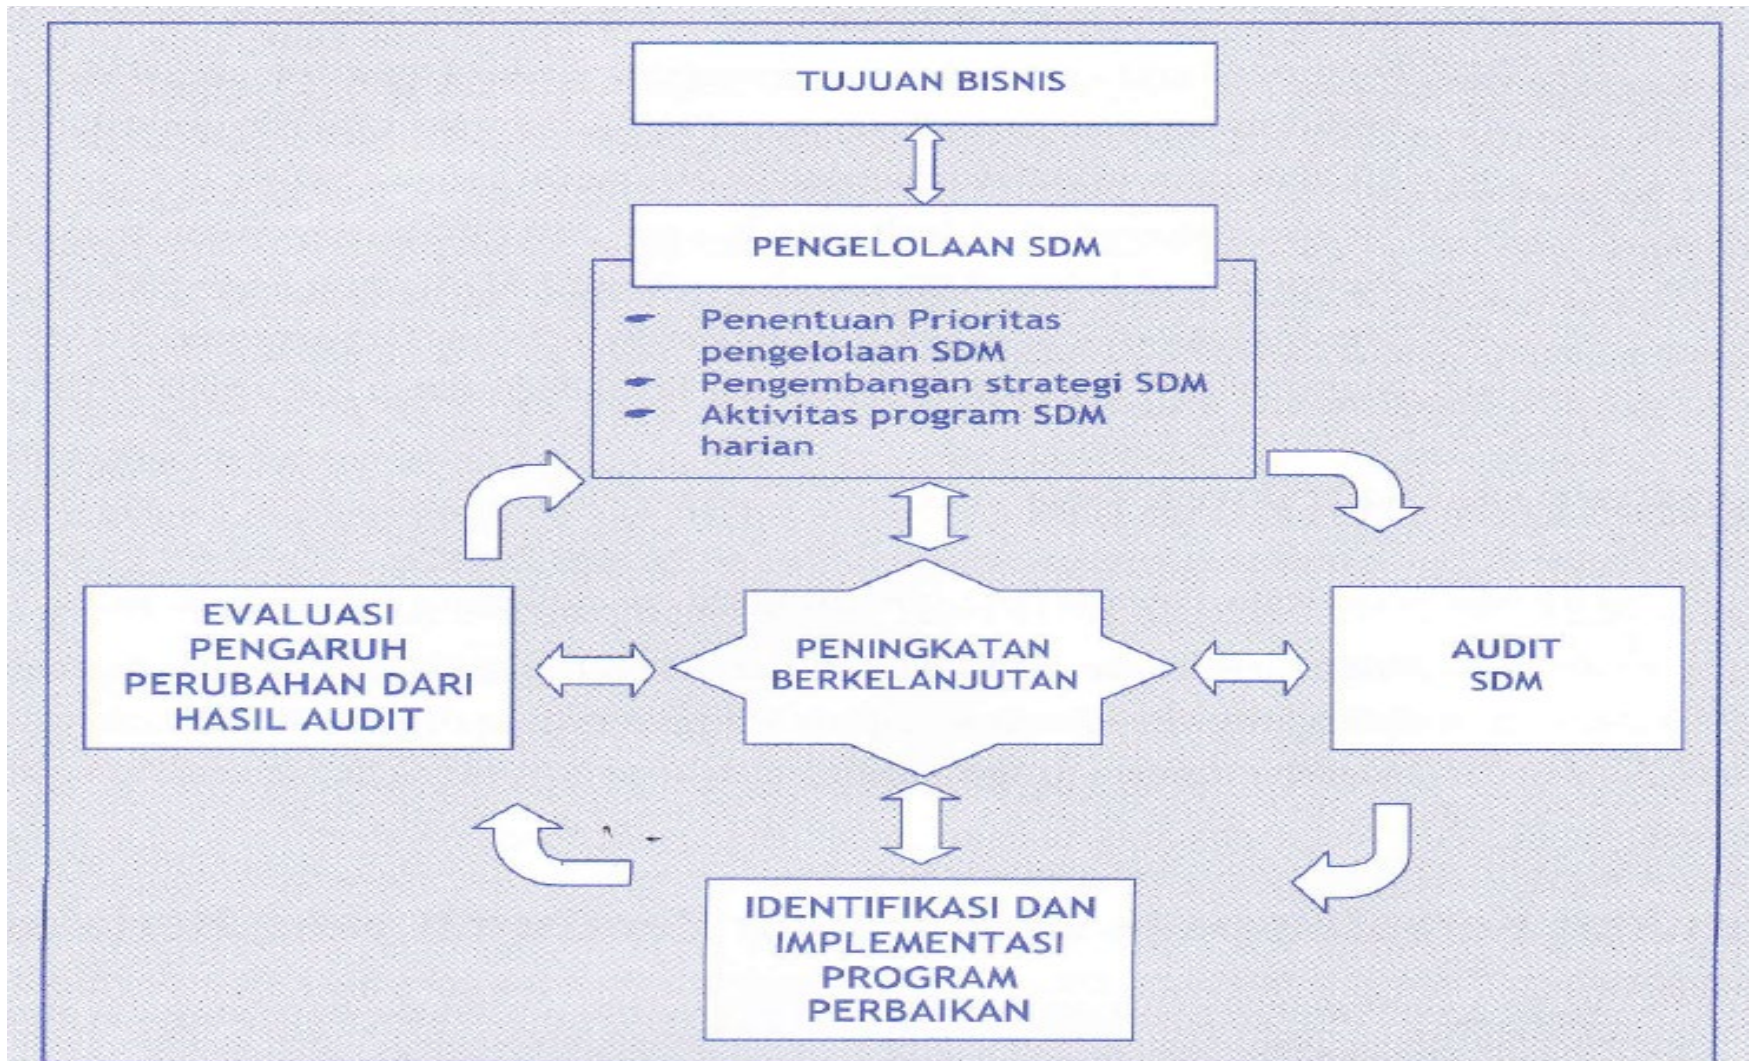 TUJUAN BISNIS
PENGELOLAAN SDM
Penentuan Prioritas
pengelolaan SDM
Pengembangan strategi SDM
Aktivitas program SDM
harian
EVALUASI
PENGARUH
PERUBAHAN DARI
HASIL AUDIT
PENINGKATAN
BERKELANJUTAN
AUDIT
SDM
IDENTIFIKASI DAN
IMPLEMENTASI
PROGRAM
PERBAIKAN